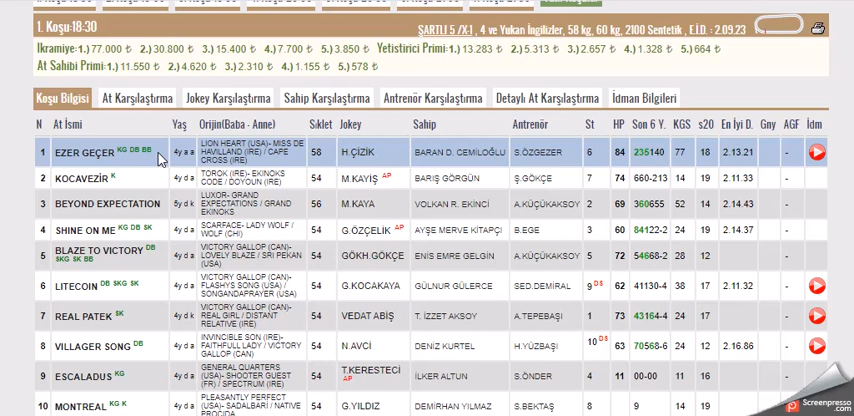 1. Koşu:18:30
ŞARTLI 5 /X-1 , 4 ve Yukarı İngilizler, 58 kg, 60 kg, 2100 Sentetik , E.İ.D. : 2.09.23
Ikramiye:1.) 77.000 ₺ 2.) 30.800 ₺ 3.) 15.400 ₺ 4.) 7.700 ₺ 5.) 3.850 ₺ Yetistirici Primi:1.) 13.283 ₺ 2.) 5.313 ₺ 3.) 2.657 ₺ 4.) 1.328 ₺ 5.) 664 ₺
At Sahibi Primi:1.) 11.550 ₺ 2.) 4.620 ₺ 3.) 2.310 ₺ 4.) 1.155 ₺ 5.) 578 ₺
Koşu Bilgisi At Karşılaştırma Jokey Karşılaştırma Sahip Karşılaştırma Antrenör Karşılaştırma Detaylı At Karşılaştırma İdman Bilgileri
N At İsmi Yaş Orijin(Baba - Anne) Sıklet Jokey Sahip Antrenör St HP Son 6 Y. KGS s20 En İyi D. Gny AGF İdm
1 EZER GEÇER KG DB BB 4y a a LION HEART (USA)- MISS DE HAVILLAND (IRE) / CAPE CROSS (IRE) 58 H.ÇİZİK BARAN D. CEMİLOĞLU S.ÖZGEZER 6 84 235140 77 18 2.13.21 -
2 KOCAVEZİR K 4y d a TOROK (IRE)- EKINOKS CODE / DOYOUN (IRE) 54 M.KAYIŞ AP BARIŞ GÖRGÜN Ş.GÖKÇE 7 74 660-213 14 19 2.11.33 -
3 BEYOND EXPECTATION 5y d k LUXOR- GRAND EXPECTATIONS / GRAND EKINOKS 56 M.KAYA VOLKAN R. EKİNCİ A.KÜÇÜKAKSOY 2 69 360655 52 14 2.14.43 -
4 SHINE ON ME KG DB SK 4y d a SCARFACE- LADY WOLF / WOLF (CHI) 54 G.ÖZÇELİK AP AYŞE MERVE KİTAPÇI B.EGE 3 60 84122-2 24 19 2.14.37 -
5 BLAZE TO VICTORY DB SKG SK BB 4y d a VICTORY GALLOP (CAN)- LOVELY BLAZE / SRI PEKAN (USA) 54 GÖKH.GÖKÇE ENİS EMRE GELGİN A.KÜÇÜKAKSOY 5 72 54668-2 28 12 -
6 LITECOIN DB SKG SK 4y d a VICTORY GALLOP (CAN)- FLASHYS SONG (USA) / SONGANDAPRAYER (USA) 54 G.KOCAKAYA GÜLNUR GÜLERCE SED.DEMİRAL 9 DS 62 41130-4 38 17 2.11.32 -
7 REAL PATEK SK 4y d k VICTORY GALLOP (CAN)- REAL GIRL / DISTANT RELATIVE (IRE) 54 VEDAT ABİŞ T. İZZET AKSOY A.TEPEBAŞI 1 73 43164-4 24 17 -
8 VILLAGER SONG DB 4y d a INVINCIBLE SON (IRE)- FAITHFULL LADY / VICTORY GALLOP (CAN) 54 N.AVCİ DENİZ KURTEL H.YÜZBAŞI 10 DS 63 70568-6 24 12 2.16.86 -
9 ESCALADUS KG 4y d a GENERAL QUARTERS (USA)- SHOOTER GUEST (FR) / SPECTRUM (IRE) 54 T.KERESTECİ AP İLKER ALTUN S.ÖNDER 4 11 00-00 11 16 -
10 MONTREAL KG K 4y d a PLEASANTLY PERFECT (USA)- SADALBARI / NATIVE 54 G.YILDIZ DEMİRHAN YILMAZ S.BEKTAŞ 8 9 14 19 -
Screenpresso
.com